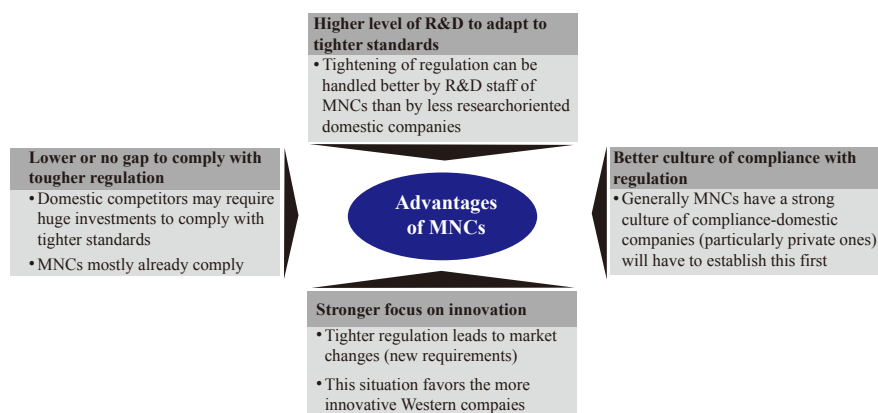 Higher level of R&D to adapt to
tighter standards
• Tightening of regulation can be
handled better by R&D staff of
MNCs than by less researchoriented
domestic companies
Lower or no gap to comply with
tougher regulation
• Domestic competitors may require
huge investments to comply with
tighter standards
• MNCs mostly already comply
Advantages
of MNCs
Better culture of compliance with
regulation
• Generally MNCs have a strong
culture of compliance-domestic
companies (particularly private ones)
will have to establish this first
Stronger focus on innovation
• Tighter regulation leads to market
changes (new requirements)
• This situation favors the more
innovative Western compaies